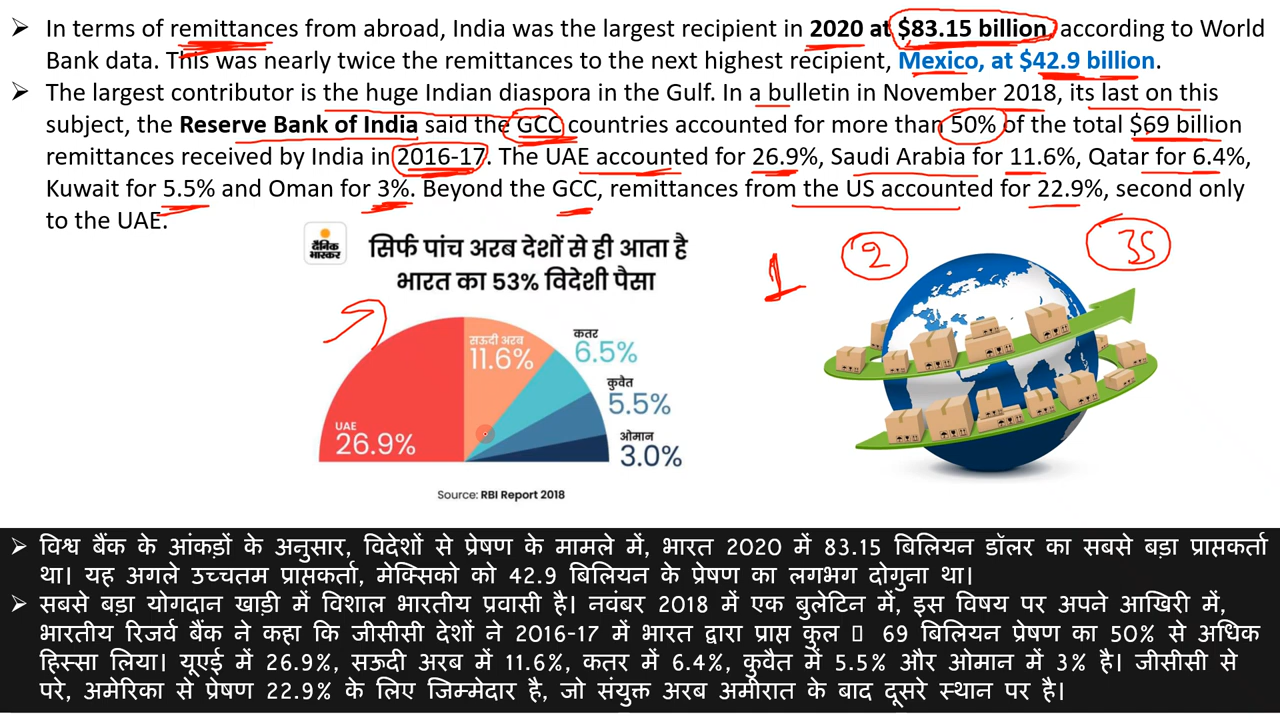 ➢ In terms of remittances from abroad, India was the largest recipient in 2020 at $83.15 billion, according to World
Bank data. This was nearly twice the remittances to the next highest recipient, Mexico, at $42.9 billion.
➢ The largest contributor is the huge Indian diaspora in the Gulf. In a bulletin in November 2018, its last on this
subject, the Reserve Bank of India said the GCC countries accounted for more than 50% of the total $69 billion
remittances received by India in 2016-17. The UAE accounted for 26.9%, Saudi Arabia for 11.6%, Qatar for 6.4%,
Kuwait for 5.5% and Oman for 3%. Beyond the GCC, remittances from the US accounted for 22.9%, second only
to the UAE.
दैनिक
भास्कर
सिर्फ पांच अरब देशों से ही आता है
भारत का 53% विदेशी पैसा
1
2
35
UAE
26.9%
सऊदी अरब
11.6%
कतर
6.5%
कुवैत
5.5%
ओमान
3.0%
Source: RBI Report 2018
➢ विश्व बैंक के आंकड़ों के अनुसार, विदेशों से प्रेषण के मामले में, भारत 2020 में 83.15 बिलियन डॉलर का सबसे बड़ा प्राप्तकर्ता
था। यह अगले उच्चतम प्राप्तकर्ता, मेक्सिको को 42.9 बिलियन के प्रेषण का लगभग दोगुना था।
➢ सबसे बड़ा योगदान खाड़ी में विशाल भारतीय प्रवासी है। नवंबर 2018 में एक बुलेटिन में, इस विषय पर अपने आखिरी में,
भारतीय रिजर्व बैंक ने कहा कि जीसीसी देशों ने 2016-17 में भारत द्वारा प्राप्त कुल 69 बिलियन प्रेषण का 50% से अधिक
हिस्सा लिया। यूएई में 26.9%, सऊदी अरब में 11.6%, कतर में 6.4%, कुवैत में 5.5% और ओमान में 3% है। जीसीसी से
परे, अमेरिका से प्रेषण 22.9% के लिए जिम्मेदार है, जो संयुक्त अरब अमीरात के बाद दूसरे स्थान पर है।